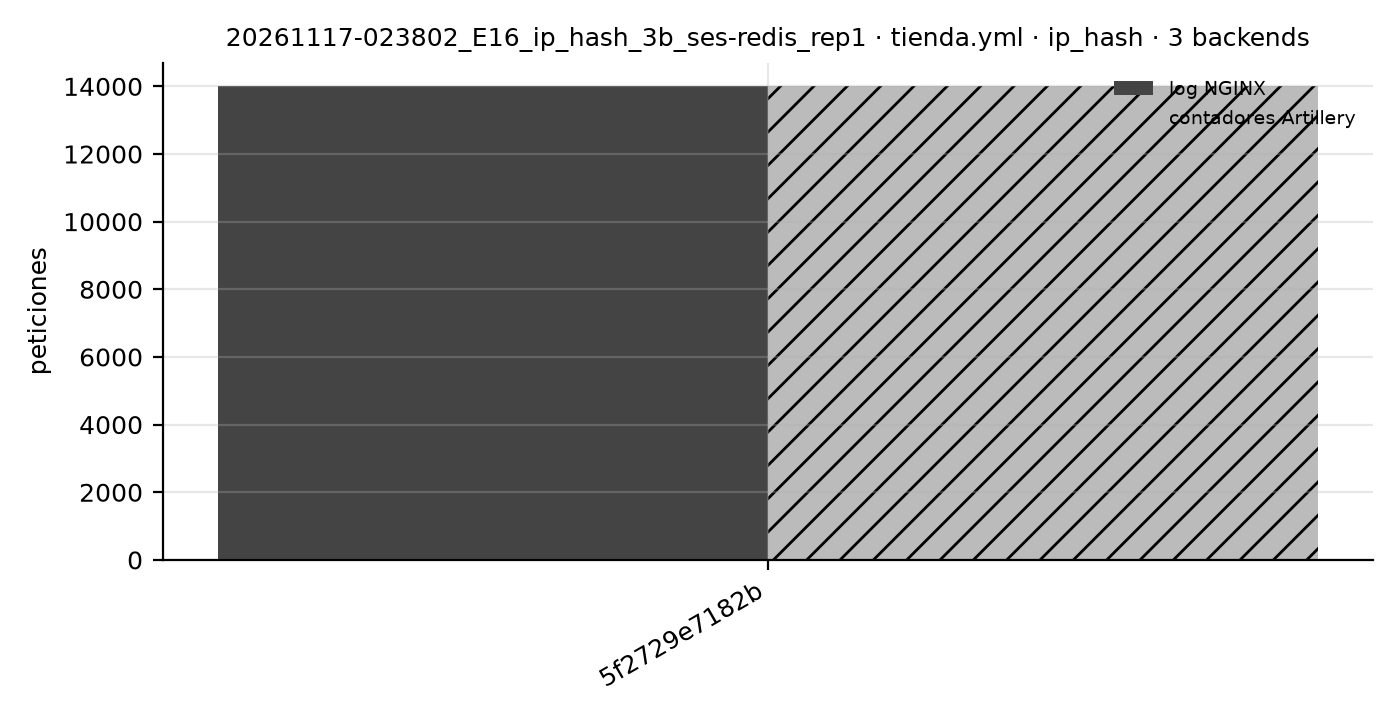 20261117-023802_E16_ip_hash_3b_ses-redis_rep1 · tienda.yml · ip_hash · 3 backends
log NGINX
contadores Artillery
peticiones
14000
12000
10000
8000
6000
4000
2000
0
5f2729e7182b